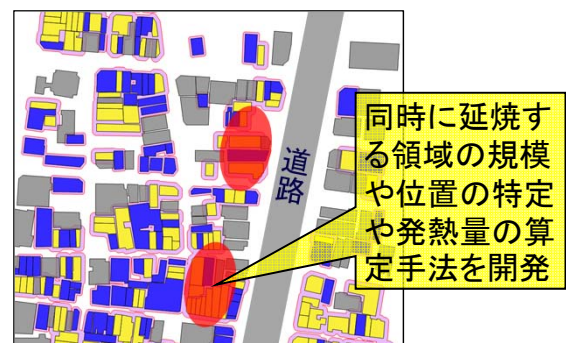 道路
同時に延焼す
る領域の規模
や位置の特定
や発熱量の算
定手法を開発